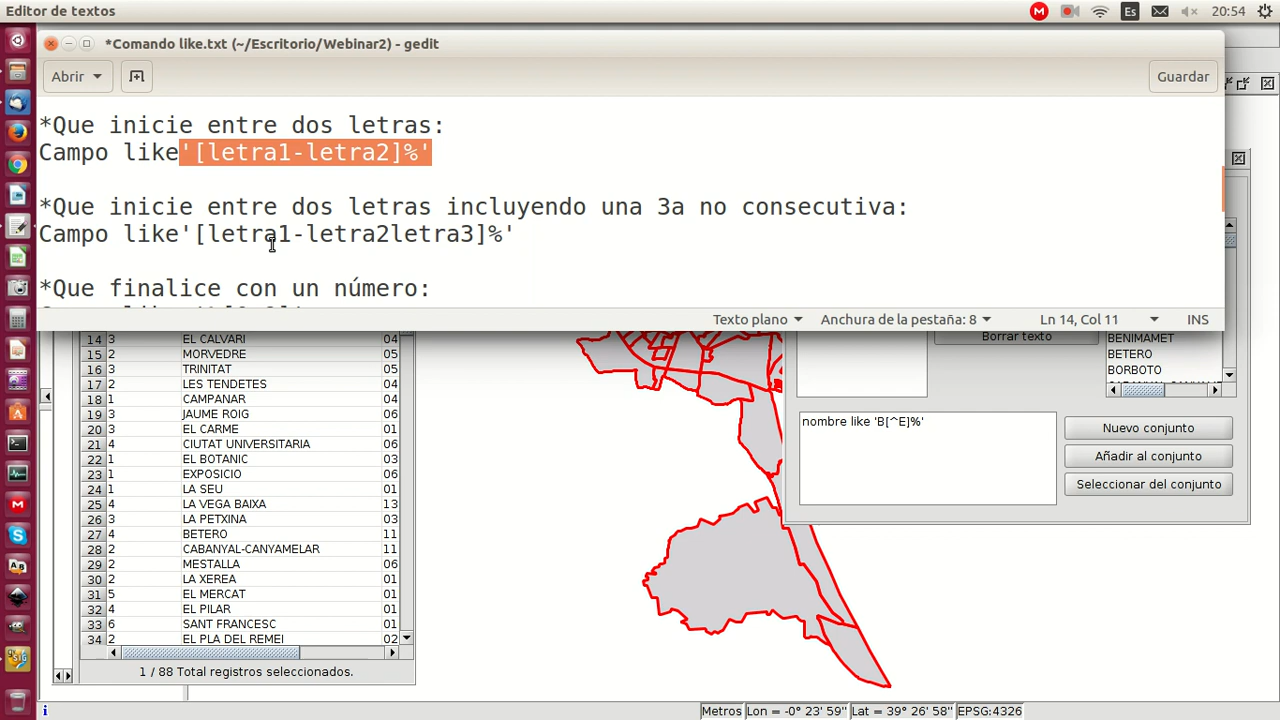 Editor de textos
Es
20:54
*Comando like.txt (~/Escritorio/Webinar2) - gedit
Abrir
Guardar
*Que inicie entre dos letras:
Campo like'[letra1-letra2]%'
*Que inicie entre dos letras incluyendo una 3a no consecutiva:
Campo like'[letra1-letra2letra3]%'
*Que finalice con un número:
Texto plano
Anchura de la pestaña: 8
Ln 14, Col 11
INS
14 3 EL CALVARI 04
15 2 MORVEDRE 05
16 3 TRINITAT 05
17 2 LES TENDETES 04
18 1 CAMPANAR 04
19 3 JAUME ROIG 06
20 3 EL CARME 01
21 4 CIUTAT UNIVERSITARIA 06
22 1 EL BOTANIC 03
23 1 EXPOSICIO 06
24 1 LA SEU 01
25 4 LA VEGA BAIXA 13
26 3 LA PETXINA 03
27 4 BETERO 11
28 2 CABANYAL-CANYAMELAR 11
29 2 MESTALLA 06
30 2 LA XEREA 01
31 5 EL MERCAT 01
32 4 EL PILAR 01
33 6 SANT FRANCESC 01
34 2 EL PLA DEL REMEI 02
1 / 88 Total registros seleccionados.
Borrar texto
BENIMAMET
BETERO
BORBOTO
nombre like 'B[^E]%'
Nuevo conjunto
Añadir al conjunto
Seleccionar del conjunto
Metros
Lon = -0° 23' 59"
Lat = 39° 26' 58"
EPSG:4326